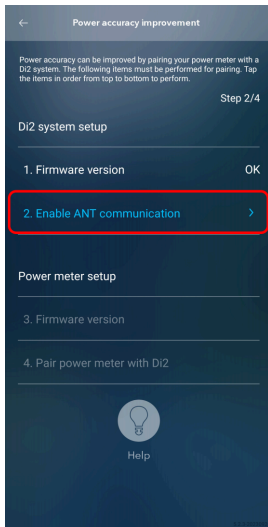 Power accuracy improvement
Power accuracy can be improved by pairing your power meter with a
Di2 system. The following items must be performed for pairing. Tap
the items in order from top to bottom to perform.
Step 2/4
Di2 system setup
1. Firmware version OK
2. Enable ANT communication
Power meter setup
3. Firmware version
4. Pair power meter with Di2
Help